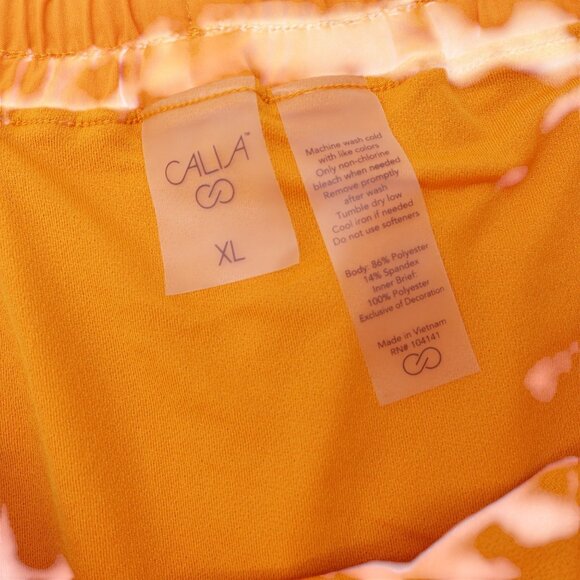 CALIA™
XL
Machine wash cold
with like colors
Only non-chlorine
bleach when needed
Remove promptly
after wash
Tumble dry low
Cool iron if needed
Do not use softeners
Body: 86% Polyester
14% Spandex
Inner Brief:
100% Polyester
Exclusive of Decoration
Made in Vietnam
RN# 104141